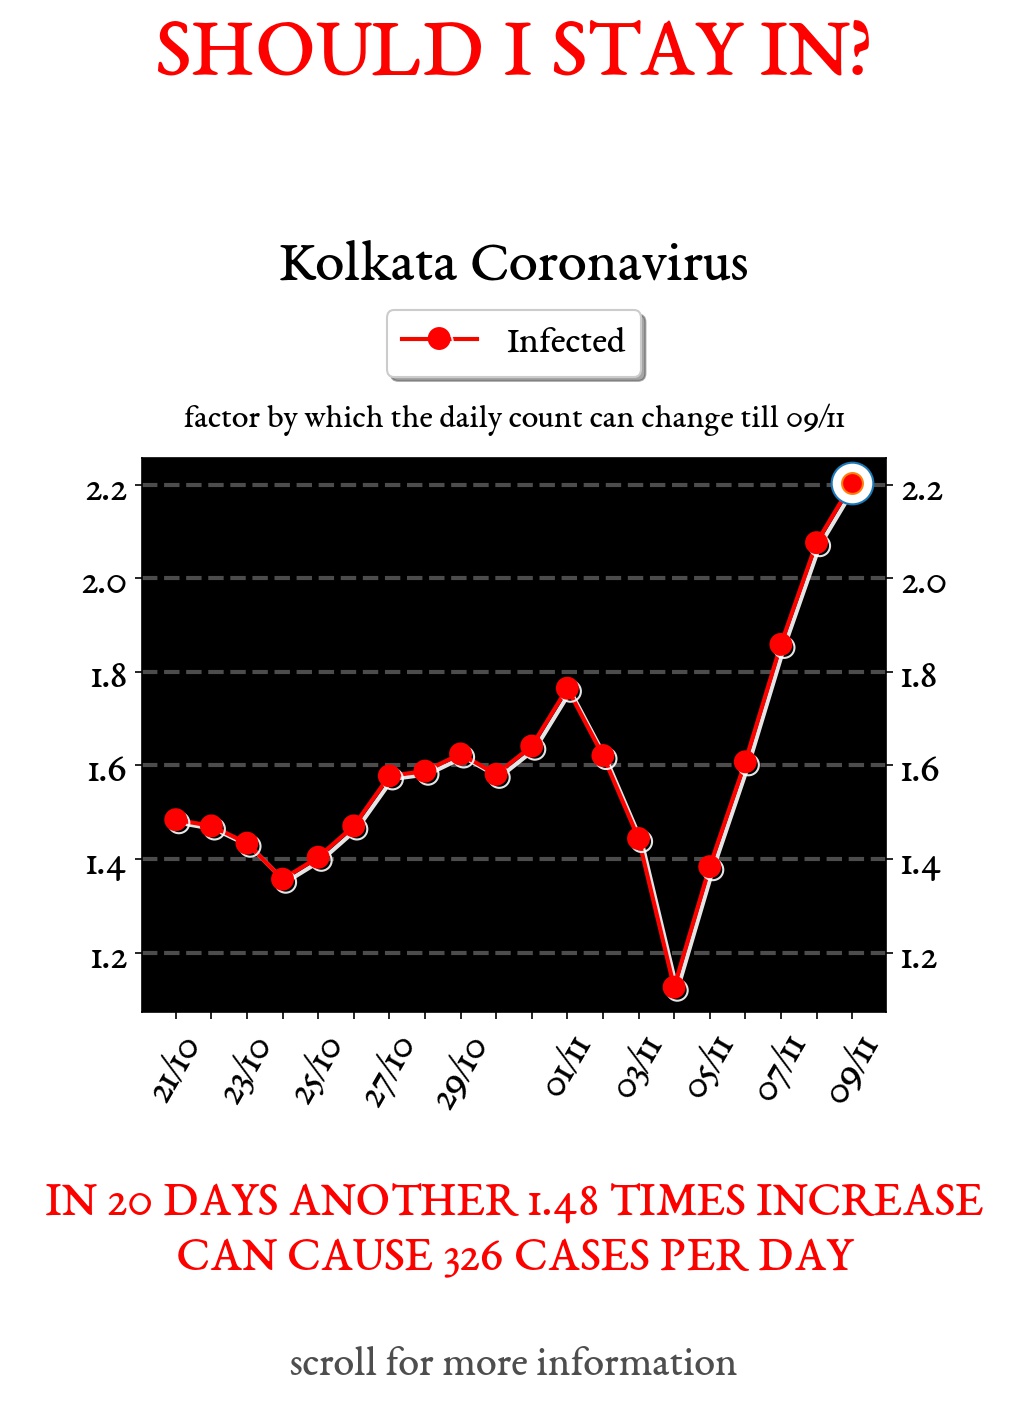 SHOULD I STAY IN?
Kolkata Coronavirus
Infected
factor by which the daily count can change till 09/11
2.2 2.2
2.0 2.0
1.8 1.8
1.6 1.6
1.4 1.4
1.2 1.2
21/10 23/10 25/10 27/10 29/10 01/11 03/11 05/11 07/11 09/11
IN 20 DAYS ANOTHER 1.48 TIMES INCREASE
CAN CAUSE 326 CASES PER DAY
scroll for more information